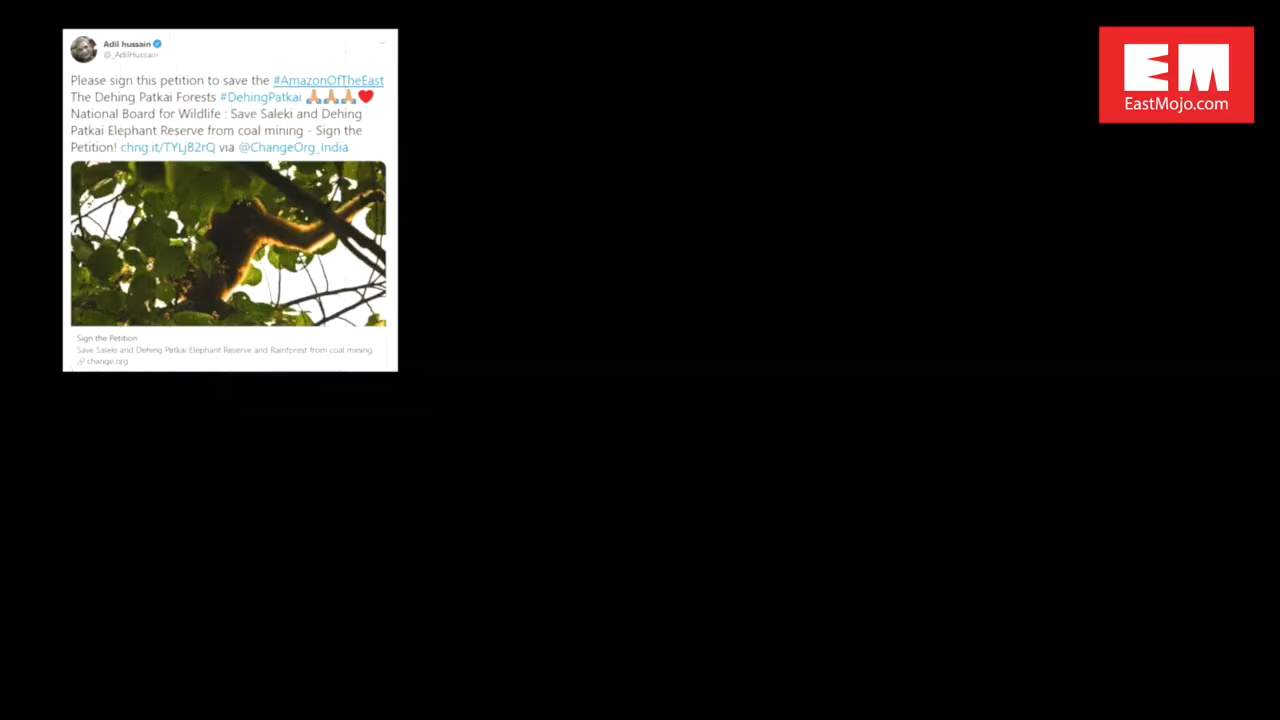 Adil hussain
@_AdilHussain
Please sign this petition to save the #AmazonOfTheEast
The Dehing Patkai Forests #DehingPatkai 🙏🙏🙏❤️
National Board for Wildlife : Save Saleki and Dehing
Patkai Elephant Reserve from coal mining - Sign the
Petition! chng.it/TYLjB2rQ via @ChangeOrg_India
Sign the Petition
Save Saleki and Dehing Patkai Elephant Reserve and Rainforest from coal mining
change.org
EM
EastMojo.com